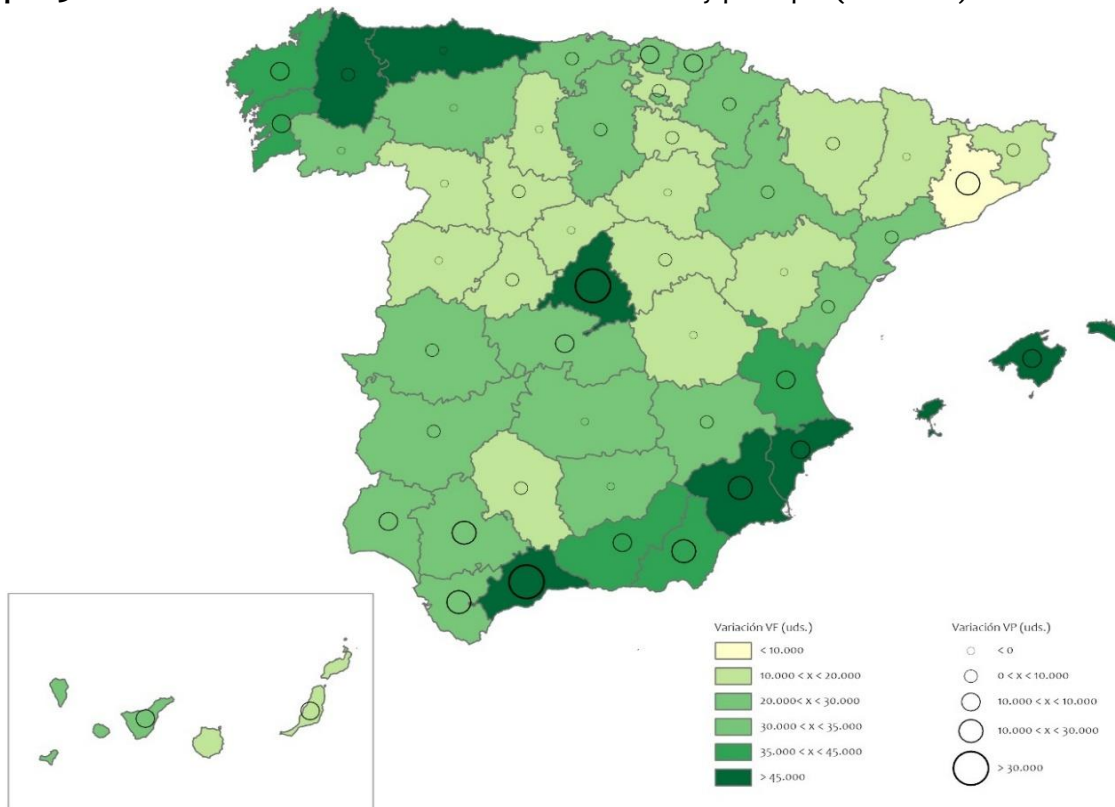 Variación VF (uds.)
< 10.000
10.000 < x < 20.000
20.000< x < 30.000
30.000 < x < 35.000
35.000 < x < 45.000
> 45.000
Variación VP (uds.)
< 0
0 < x < 10.000
10.000 < x < 10.000
10.000 < x < 30.000
> 30.000